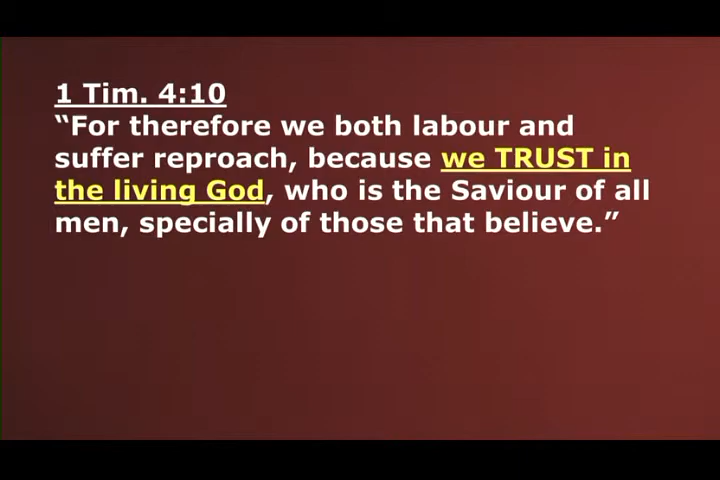 1 Tim. 4:10
“For therefore we both labour and
suffer reproach, because we TRUST in
the living God, who is the Saviour of all
men, specially of those that believe.”